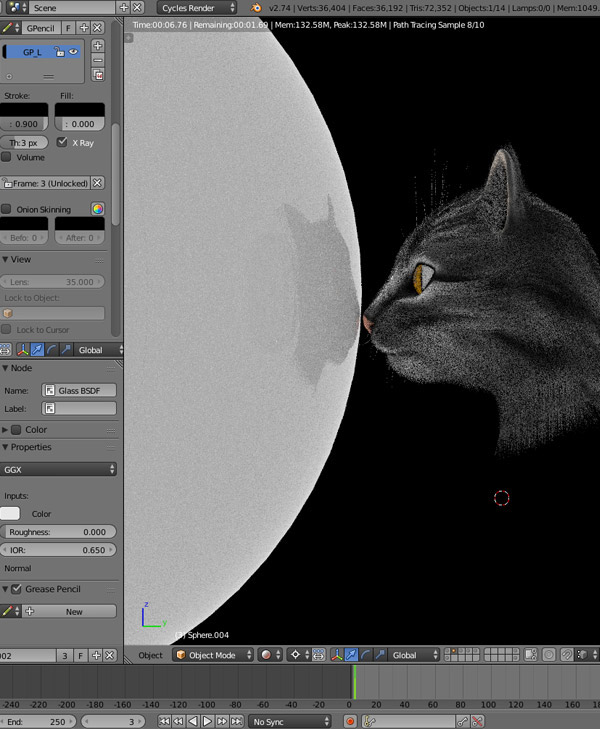 Scene
Cycles Render
v2.74 | Verts:36,404 | Faces:36,192 | Tris:72,352 | Objects:1/14 | Lamps:0/0 | Mem:1049.
Time:00:06.76 | Remaining:00:01.69 | Mem:132.58M, Peak:132.58M | Path Tracing Sample 8/10
GPencil
F
GP_L
Stroke:
Fill:
: 0.900
: 0.000
Th:3 px
X Ray
Volume
Frame: 3 (Unlocked)
Onion Skinning
Befo: 0
After: 0
View
Lens:
35.000
Lock to Object:
Lock to Cursor
Global
Node
Name:
Glass BSDF
Label:
Color
Properties
GGX
Inputs:
Color
Roughness:
0.000
IOR:
0.650
Normal
Grease Pencil
New
z
y
(3) Sphere.004
002
3
F
Object
Object Mode
Global
-240 -220 -200 -180 -160 -140 -120 -100 -80 -60 -40 -20 0 20 40 60 80 100 120 140 160
End:
250
3
No Sync